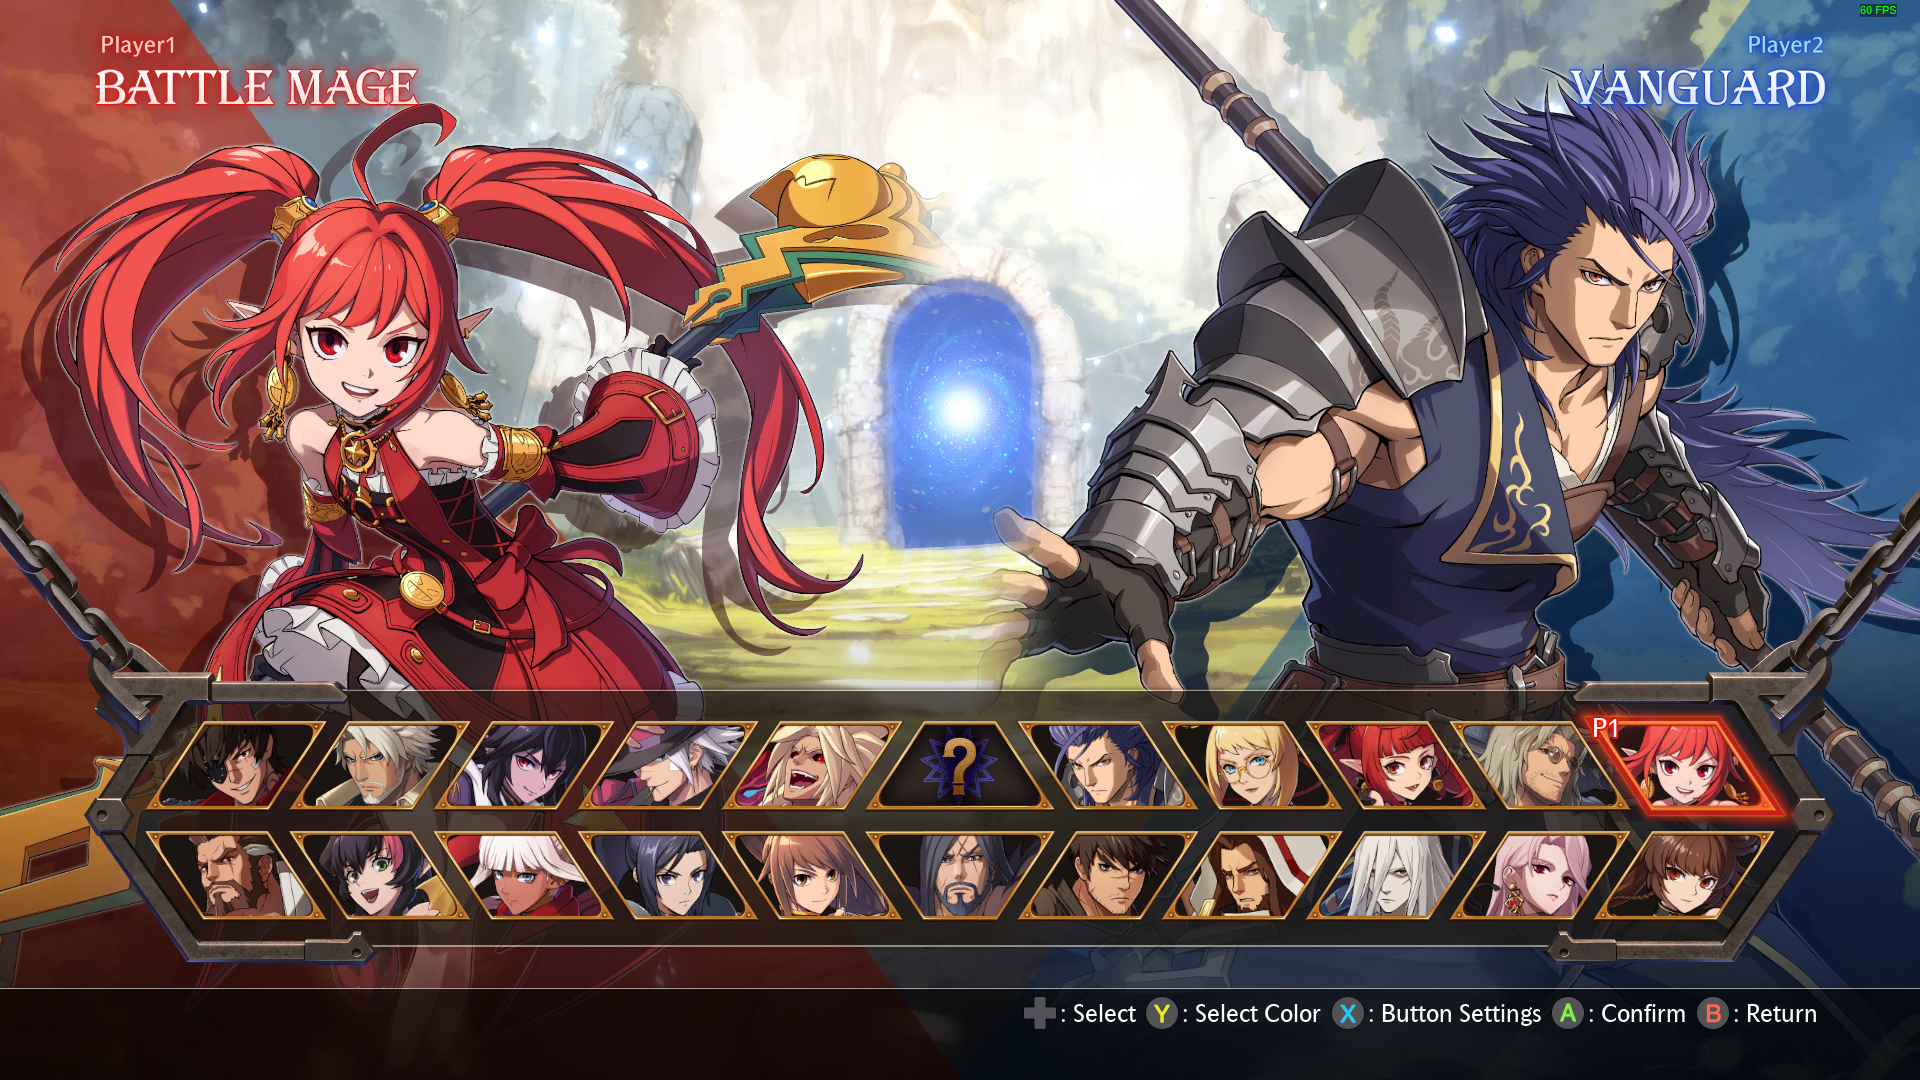 60 FPS
Player1
BATTLE MAGE
Player2
VANGUARD
P1
?
: Select Y : Select Color X : Button Settings A : Confirm B : Return